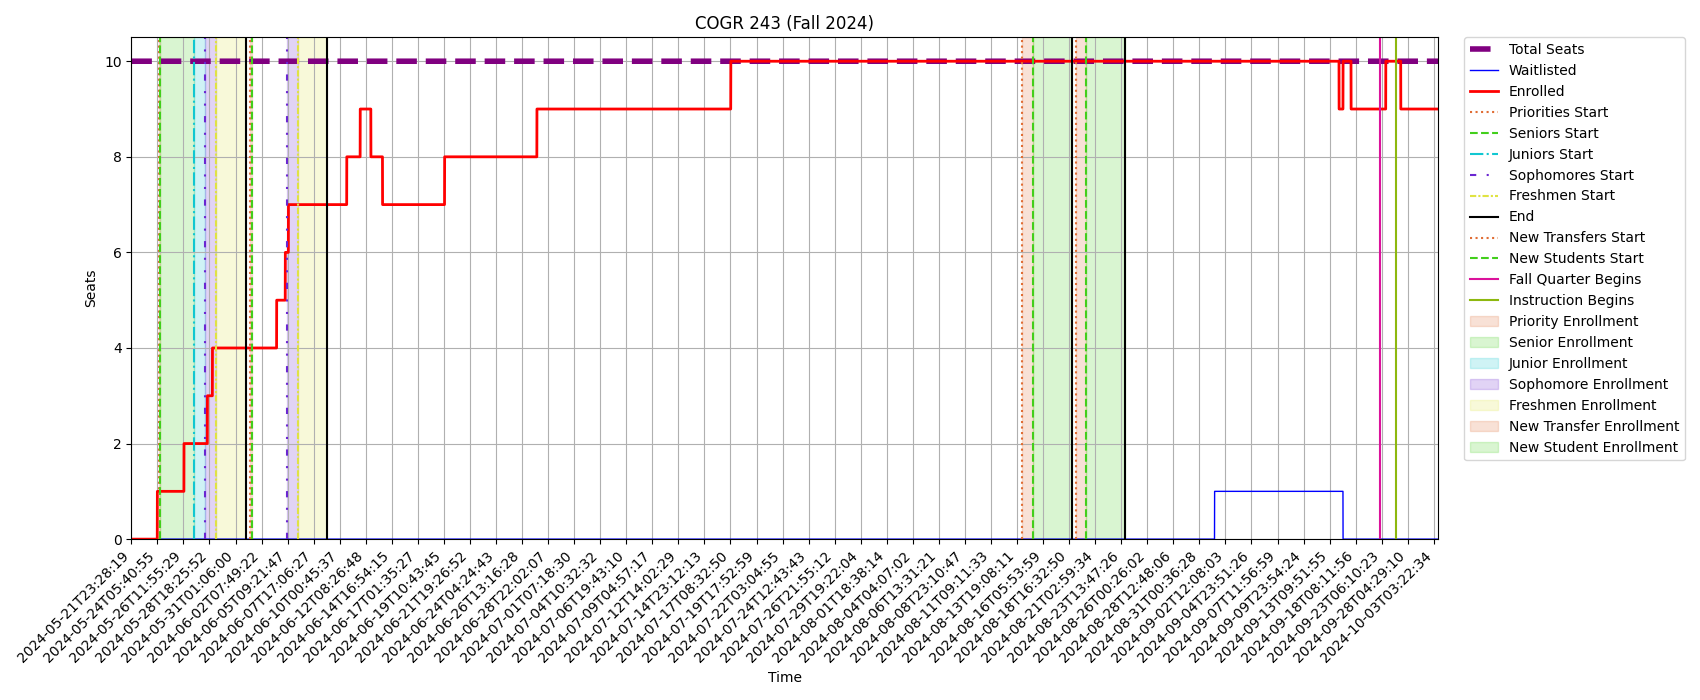 COGR 243 (Fall 2024)
10
8
6
4
2
0
Seats
2024-05-21T23:28:19
2024-05-24T05:40:55
2024-05-26T11:55:29
2024-05-28T18:25:52
2024-05-31T01:06:00
2024-06-02T07:49:22
2024-06-05T09:21:47
2024-06-07T17:06:27
2024-06-10T00:45:37
2024-06-12T08:26:48
2024-06-14T16:54:15
2024-06-17T01:35:27
2024-06-19T10:43:45
2024-06-21T19:26:52
2024-06-24T04:24:43
2024-06-26T13:16:28
2024-06-28T22:02:07
2024-07-01T07:18:30
2024-07-04T10:32:32
2024-07-06T19:43:10
2024-07-09T04:57:17
2024-07-12T14:02:29
2024-07-14T23:12:13
2024-07-17T08:32:50
2024-07-19T17:52:59
2024-07-22T03:04:55
2024-07-24T12:43:43
2024-07-26T21:55:12
2024-07-29T19:22:04
2024-08-01T18:38:14
2024-08-04T04:07:02
2024-08-06T13:31:21
2024-08-08T23:10:47
2024-08-11T09:11:33
2024-08-13T19:08:11
2024-08-16T05:53:59
2024-08-18T16:32:50
2024-08-21T02:59:34
2024-08-23T13:47:26
2024-08-26T00:26:02
2024-08-28T12:48:06
2024-08-31T00:36:28
2024-09-02T12:08:03
2024-09-04T23:51:26
2024-09-07T11:56:59
2024-09-09T23:54:24
2024-09-13T09:51:55
2024-09-18T08:11:56
2024-09-23T06:10:23
2024-09-28T04:29:10
2024-10-03T03:22:34
Time
Total Seats
Waitlisted
Enrolled
Priorities Start
Seniors Start
Juniors Start
Sophomores Start
Freshmen Start
End
New Transfers Start
New Students Start
Fall Quarter Begins
Instruction Begins
Priority Enrollment
Senior Enrollment
Junior Enrollment
Sophomore Enrollment
Freshmen Enrollment
New Transfer Enrollment
New Student Enrollment